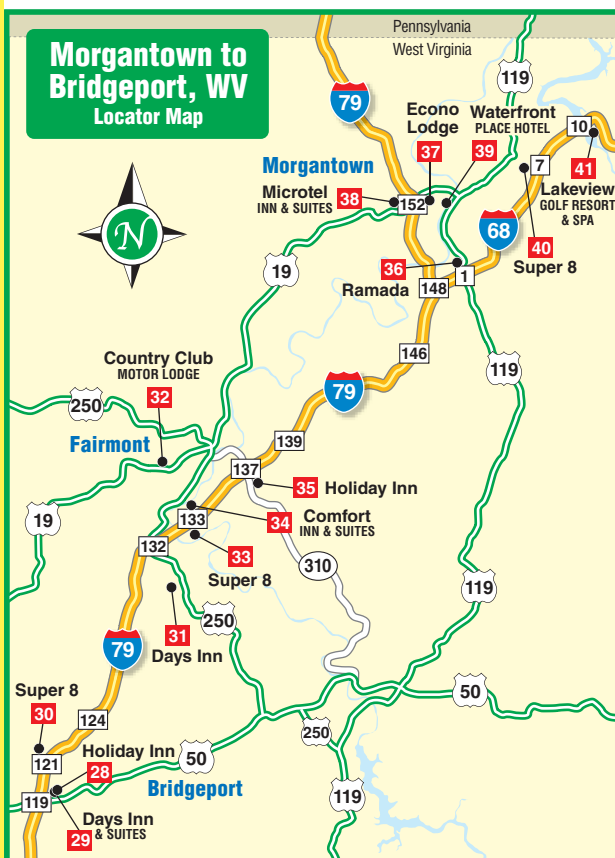 Pennsylvania
West Virginia
Morgantown to
Bridgeport, WV
Locator Map
79
119
Econo
Lodge
37
Waterfront
PLACE HOTEL
39
10
41
Lakeview
GOLF RESORT
& SPA
7
Morgantown
Microtel
INN & SUITES
38
152
68
40
Super 8
N
19
36
Ramada
1
148
146
119
Country Club
MOTOR LODGE
32
79
250
Fairmont
139
137
35 Holiday Inn
19
133
34
Comfort
INN & SUITES
132
33
Super 8
310
119
31
Days Inn
250
79
50
Super 8
30
124
250
121
Holiday Inn
28
50
Bridgeport
119
119
Days Inn
& SUITES
29